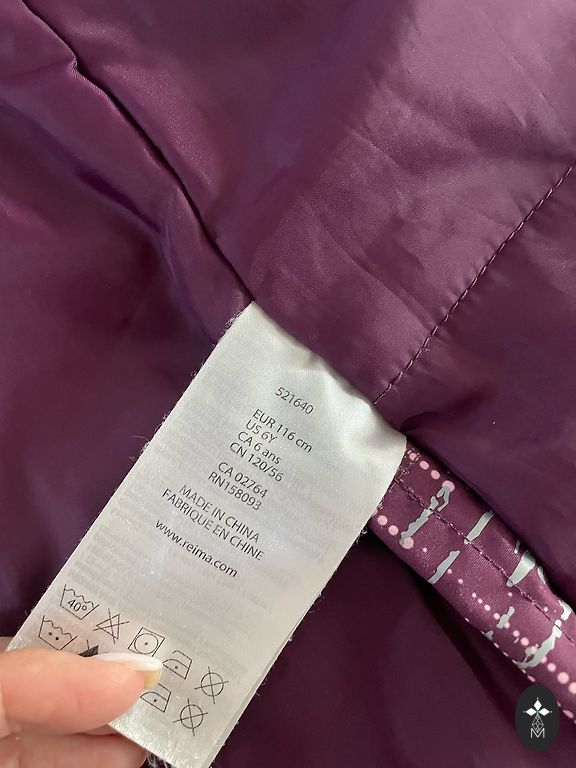 521640
EUR 116 cm
US 6Y
CA 6 ans
CN 120/56
CA 02764
RN158093
MADE IN CHINA
FABRIQUE EN CHINE
www.reima.com
40°
M